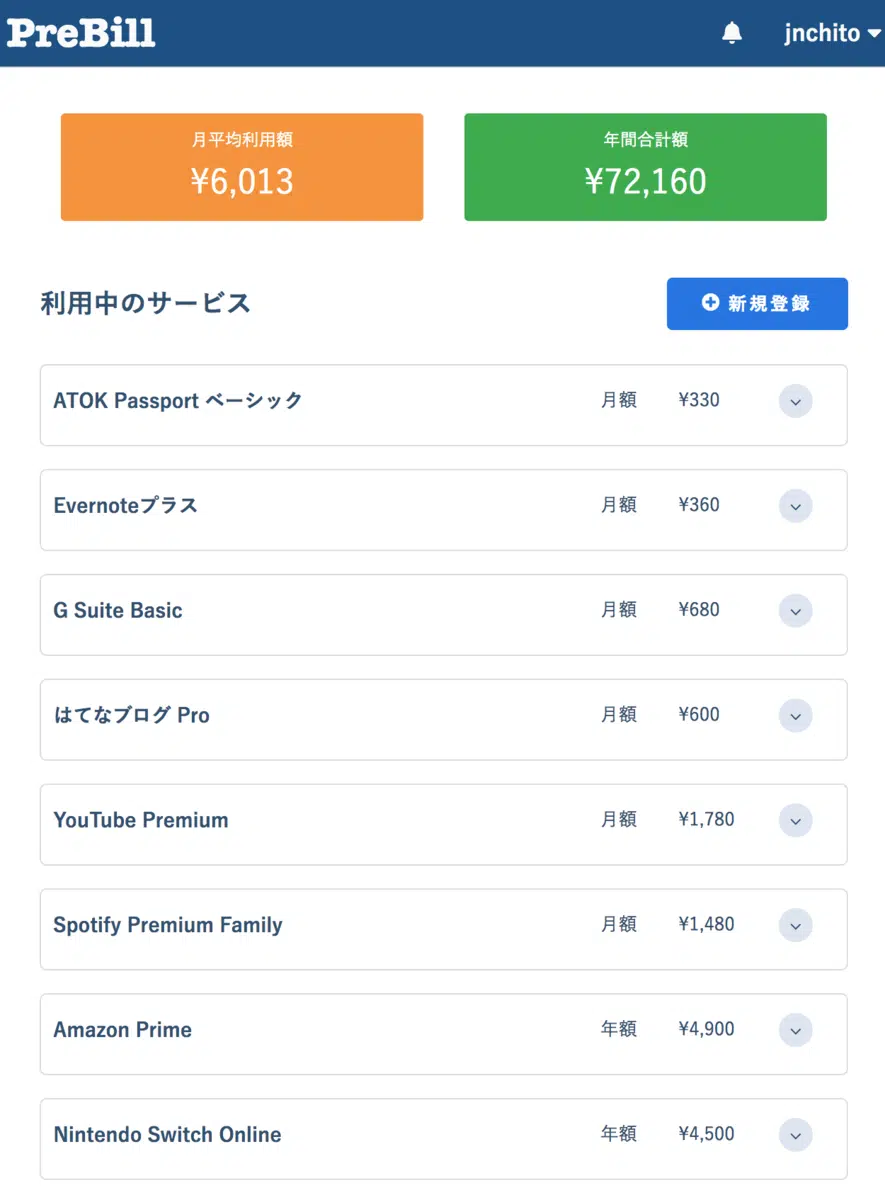 PreBill
jnchito
月平均利用額
¥6,013
年間合計額
¥72,160
利用中のサービス
新規登録
ATOK Passport ベーシック 月額 ¥330
Evernoteプラス 月額 ¥360
G Suite Basic 月額 ¥680
はてなブログ Pro 月額 ¥600
YouTube Premium 月額 ¥1,780
Spotify Premium Family 月額 ¥1,480
Amazon Prime 年額 ¥4,900
Nintendo Switch Online 年額 ¥4,500